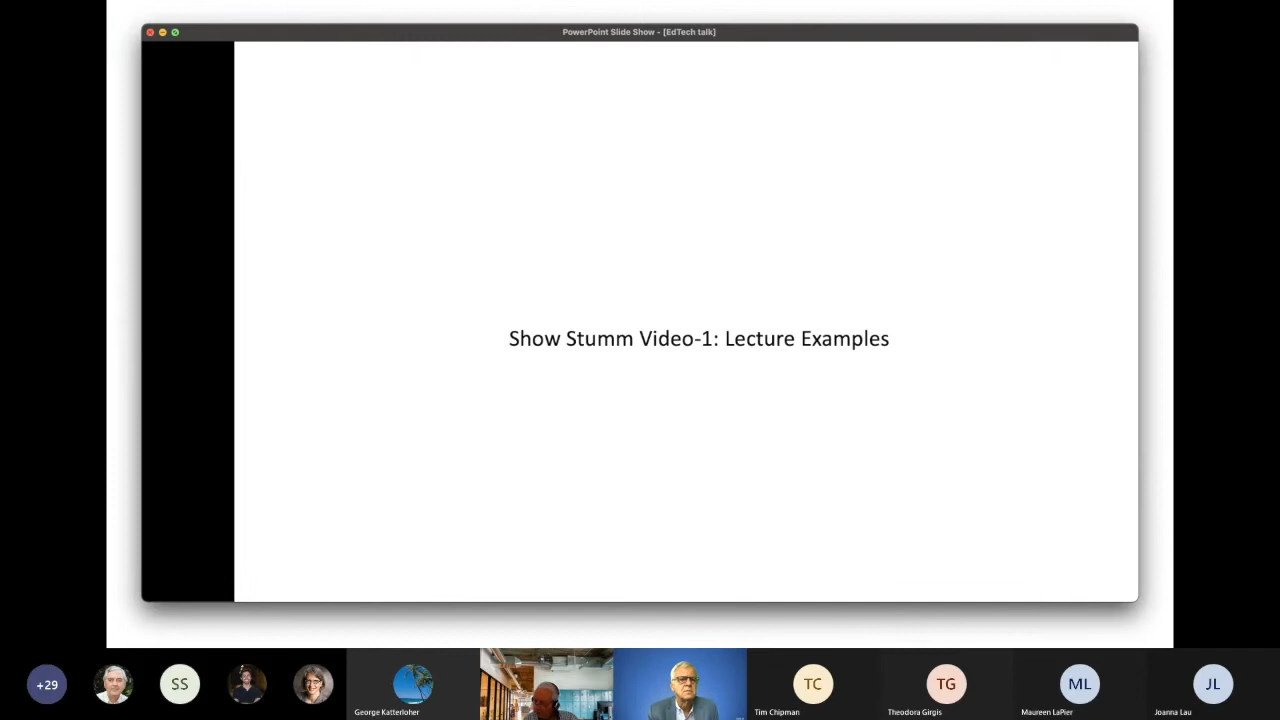 PowerPoint Slide Show - [EdTech talk]
Show Stumm Video-1: Lecture Examples
+29
SS
George Katterloher
TC
Tim Chipman
TG
Theodora Girgis
ML
Maureen LaPier
JL
Joanna Lau